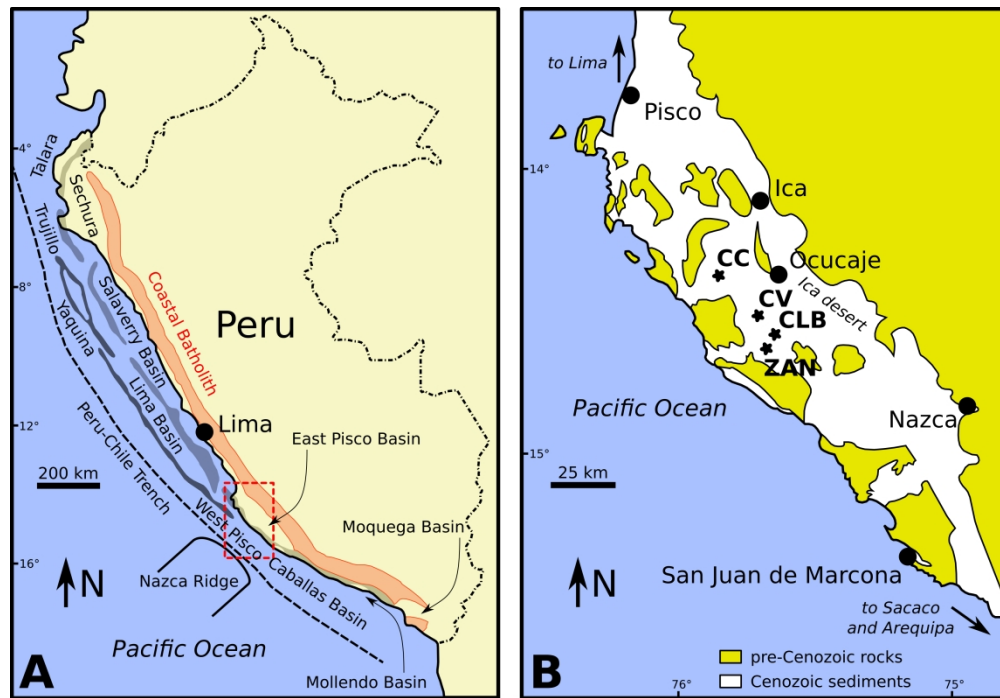 4°
Talara
Sechura
Trujillo
8°
Salaverry Basin
Yaquina
Coastal Batholith
Peru
Lima Basin
12°
Lima
East Pisco Basin
200 km
Peru-Chile Trench
West Pisco
Moquega Basin
16°
N
Nazca Ridge
Caballas Basin
Pacific Ocean
A
Mollendo Basin
to Lima
Pisco
14°
Ica
CC
Ocucaje
Ica desert
CV
CLB
ZAN
Pacific Ocean
Nazca
15°
25 km
San Juan de Marcona
N
to Sacaco
and Arequipa
pre-Cenozoic rocks
Cenozoic sediments
B
76°
75°